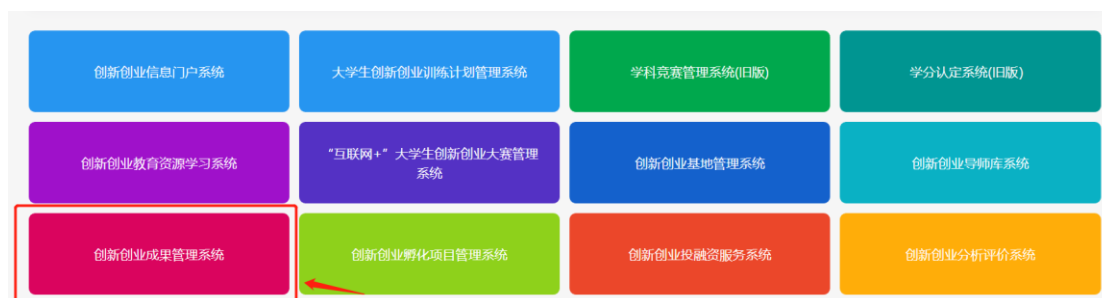 创新创业信息门户系统
大学生创新创业训练计划管理系统
学科竞赛管理系统(旧版)
学分认定系统(旧版)
创新创业教育资源学习系统
“互联网+”大学生创新创业大赛管理
系统
创新创业基地管理系统
创新创业导师库系统
创新创业成果管理系统
创新创业孵化项目管理系统
创新创业投融资服务系统
创新创业分析评价系统